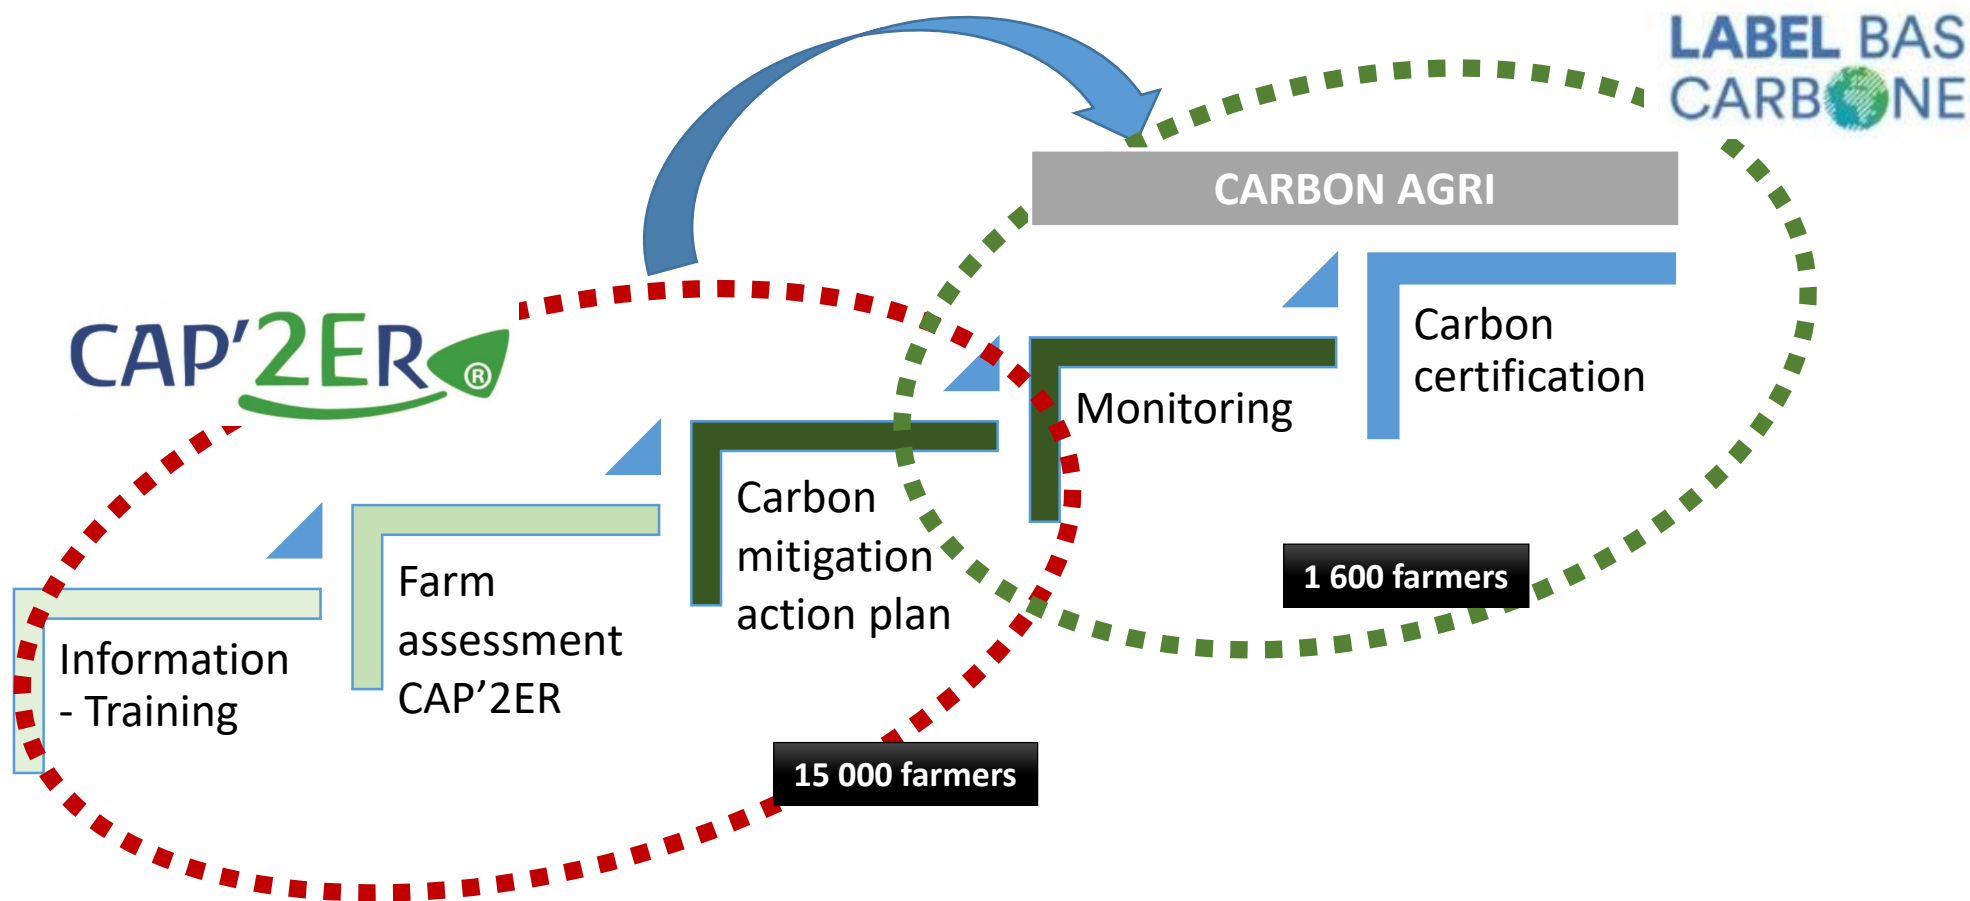 LABEL BAS
CARBONE
CARBON AGRI
CAP'2ER®
Carbon
certification
Monitoring
Carbon
mitigation
action plan
Farm
assessment
CAP’2ER
Information
- Training
1 600 farmers
15 000 farmers